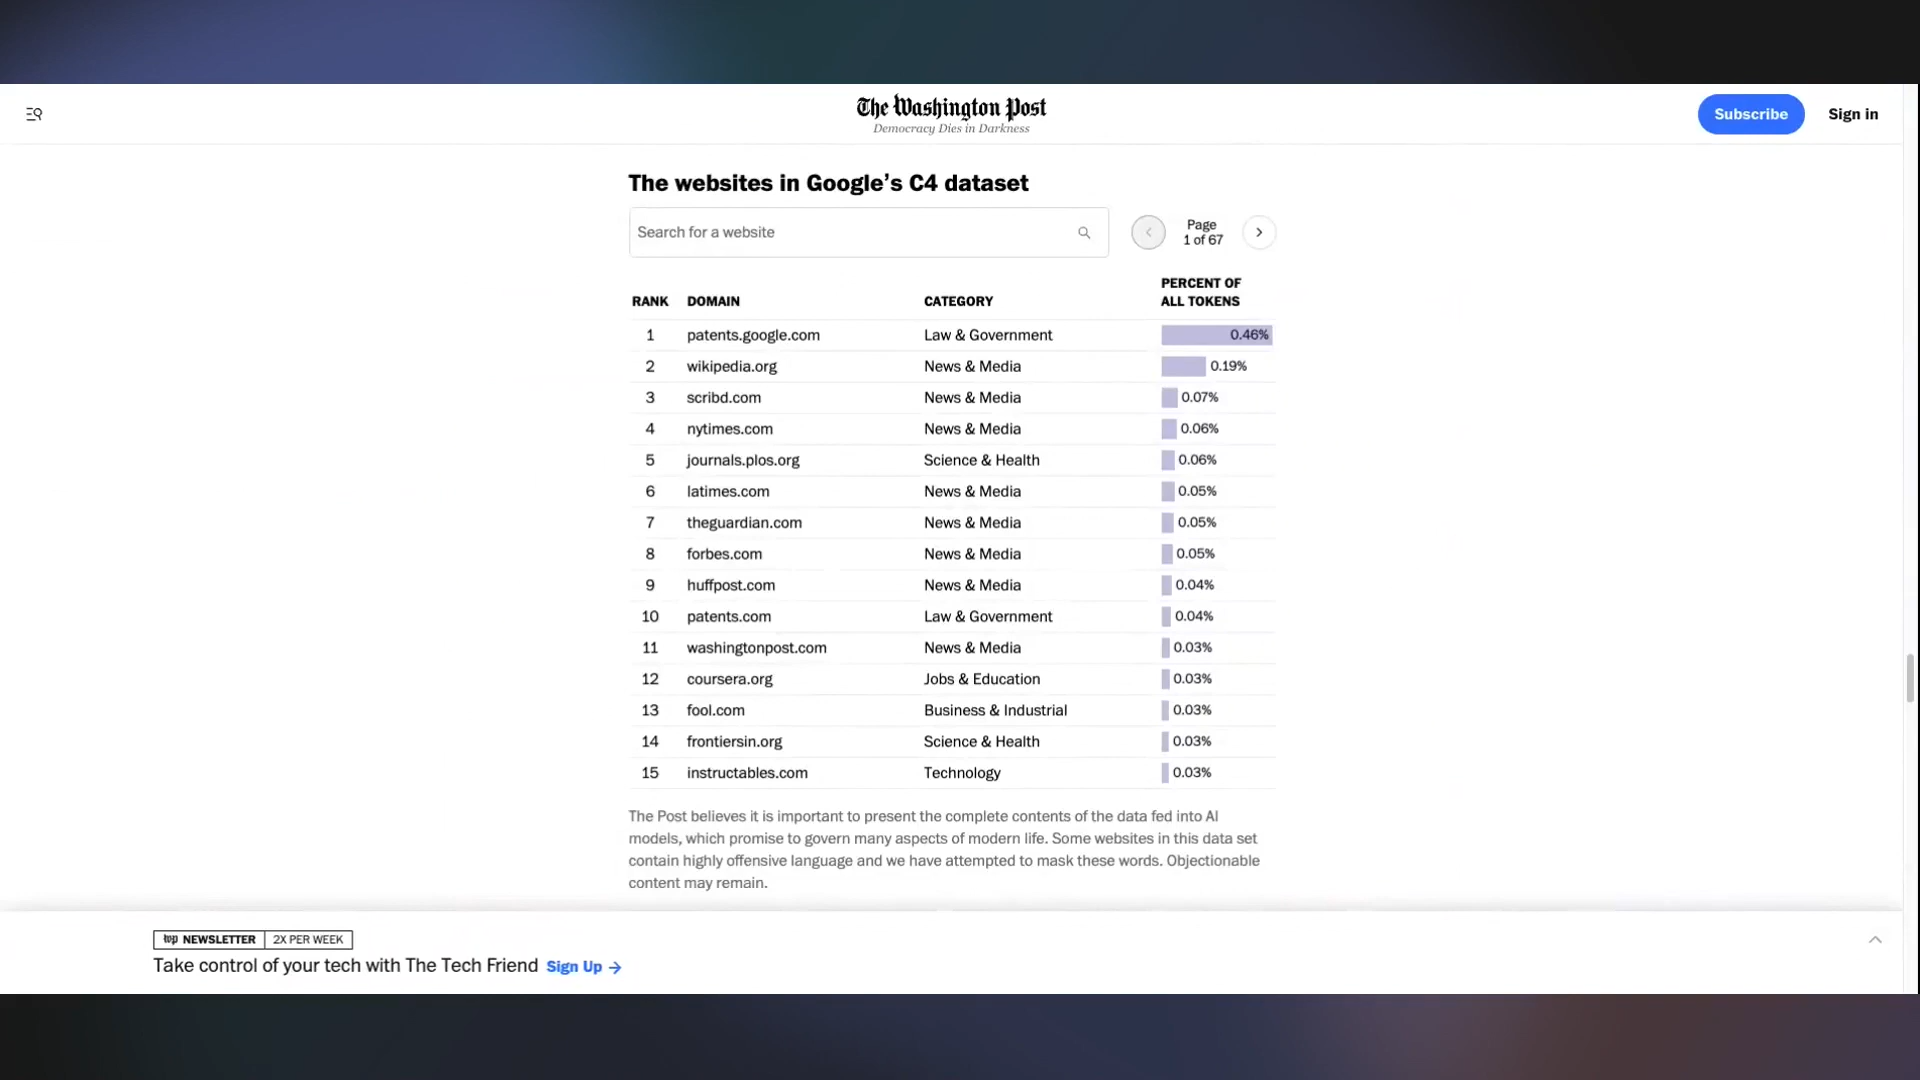 The Washington Post
Democracy Dies in Darkness
Subscribe
Sign in
The websites in Google’s C4 dataset
Search for a website
Page
1 of 67
RANK DOMAIN CATEGORY PERCENT OF ALL TOKENS
1 patents.google.com Law & Government 0.46%
2 wikipedia.org News & Media 0.19%
3 scribd.com News & Media 0.07%
4 nytimes.com News & Media 0.06%
5 journals.plos.org Science & Health 0.06%
6 latimes.com News & Media 0.05%
7 theguardian.com News & Media 0.05%
8 forbes.com News & Media 0.05%
9 huffpost.com News & Media 0.04%
10 patents.com Law & Government 0.04%
11 washingtonpost.com News & Media 0.03%
12 coursera.org Jobs & Education 0.03%
13 fool.com Business & Industrial 0.03%
14 frontiersin.org Science & Health 0.03%
15 instructables.com Technology 0.03%
The Post believes it is important to present the complete contents of the data fed into AI
models, which promise to govern many aspects of modern life. Some websites in this data set
contain highly offensive language and we have attempted to mask these words. Objectionable
content may remain.
wp NEWSLETTER 2X PER WEEK
Take control of your tech with The Tech Friend Sign Up →